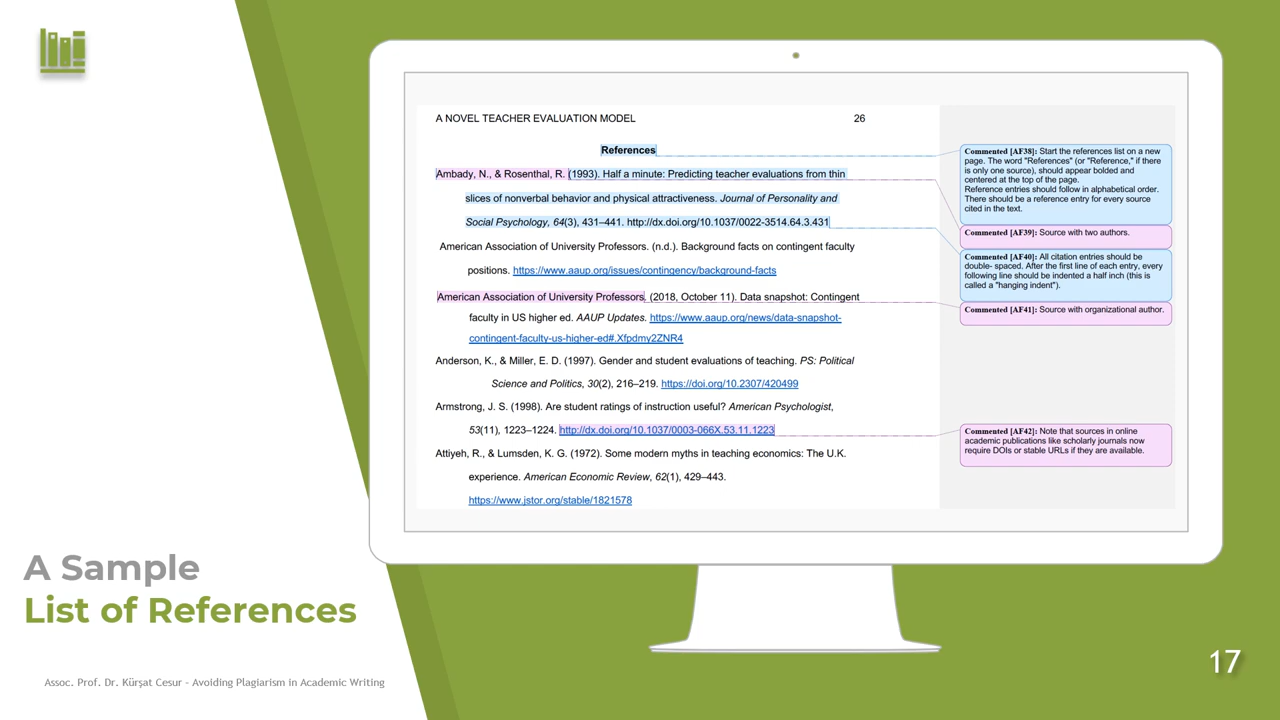 A NOVEL TEACHER EVALUATION MODEL 26
References
Ambady, N., & Rosenthal, R. (1993). Half a minute: Predicting teacher evaluations from thin
slices of nonverbal behavior and physical attractiveness. Journal of Personality and
Social Psychology, 64(3), 431–441. http://dx.doi.org/10.1037/0022-3514.64.3.431
American Association of University Professors. (n.d.). Background facts on contingent faculty
positions. https://www.aaup.org/issues/contingency/background-facts
American Association of University Professors. (2018, October 11). Data snapshot: Contingent
faculty in US higher ed. AAUP Updates. https://www.aaup.org/news/data-snapshot-
contingent-faculty-us-higher-ed#.Xfpdmy2ZNR4
Anderson, K., & Miller, E. D. (1997). Gender and student evaluations of teaching. PS: Political
Science and Politics, 30(2), 216–219. https://doi.org/10.2307/420499
Armstrong, J. S. (1998). Are student ratings of instruction useful? American Psychologist,
53(11), 1223–1224. http://dx.doi.org/10.1037/0003-066X.53.11.1223
Attiyeh, R., & Lumsden, K. G. (1972). Some modern myths in teaching economics: The U.K.
experience. American Economic Review, 62(1), 429–443.
https://www.jstor.org/stable/1821578
Commented [AF38]: Start the references list on a new
page. The word "References" (or "Reference," if there
is only one source), should appear bolded and
centered at the top of the page.
Reference entries should follow in alphabetical order.
There should be a reference entry for every source
cited in the text.
Commented [AF39]: Source with two authors.
Commented [AF40]: All citation entries should be
double- spaced. After the first line of each entry, every
following line should be indented a half inch (this is
called a "hanging indent").
Commented [AF41]: Source with organizational author.
Commented [AF42]: Note that sources in online
academic publications like scholarly journals now
require DOIs or stable URLs if they are available.
A Sample
List of References
Assoc. Prof. Dr. Kürşat Cesur - Avoiding Plagiarism in Academic Writing
17